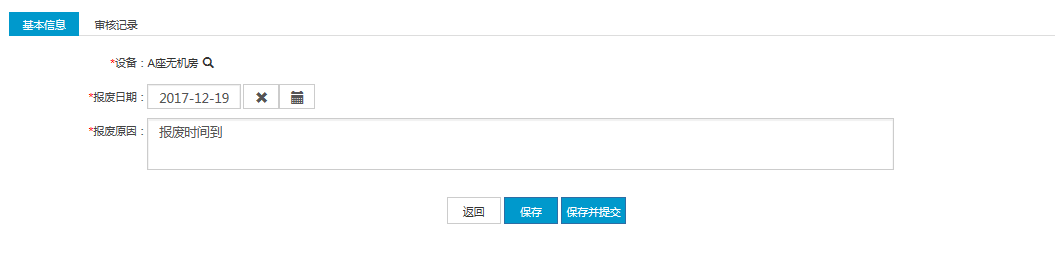 基本信息 审核记录
*设备：A座无机房
*报废日期：2017-12-19
*报废原因：报废时间到
返回 保存 保存并提交